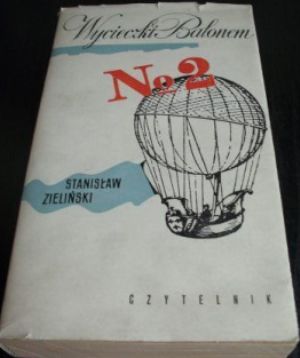 Wycieczki Balonem
No 2
STANISŁAW
ZIELIŃSKI
CZYTELNIK